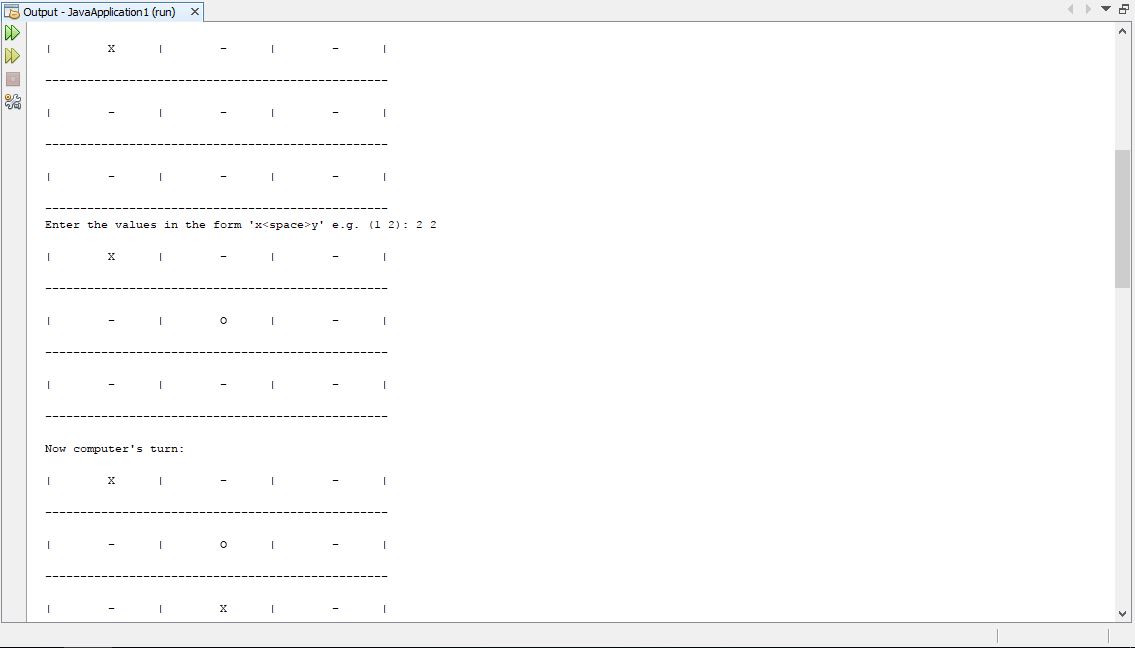 Output - JavaApplication1 (run)
| X | - | - |
-------------------------------------------------
| - | - | - |
-------------------------------------------------
| - | - | - |
-------------------------------------------------
Enter the values in the form 'x<space>y' e.g. (1 2): 2 2
| X | - | - |
-------------------------------------------------
| - | O | - |
-------------------------------------------------
| - | - | - |
-------------------------------------------------
Now computer's turn:
| X | - | - |
-------------------------------------------------
| - | O | - |
-------------------------------------------------
| - | X | - |